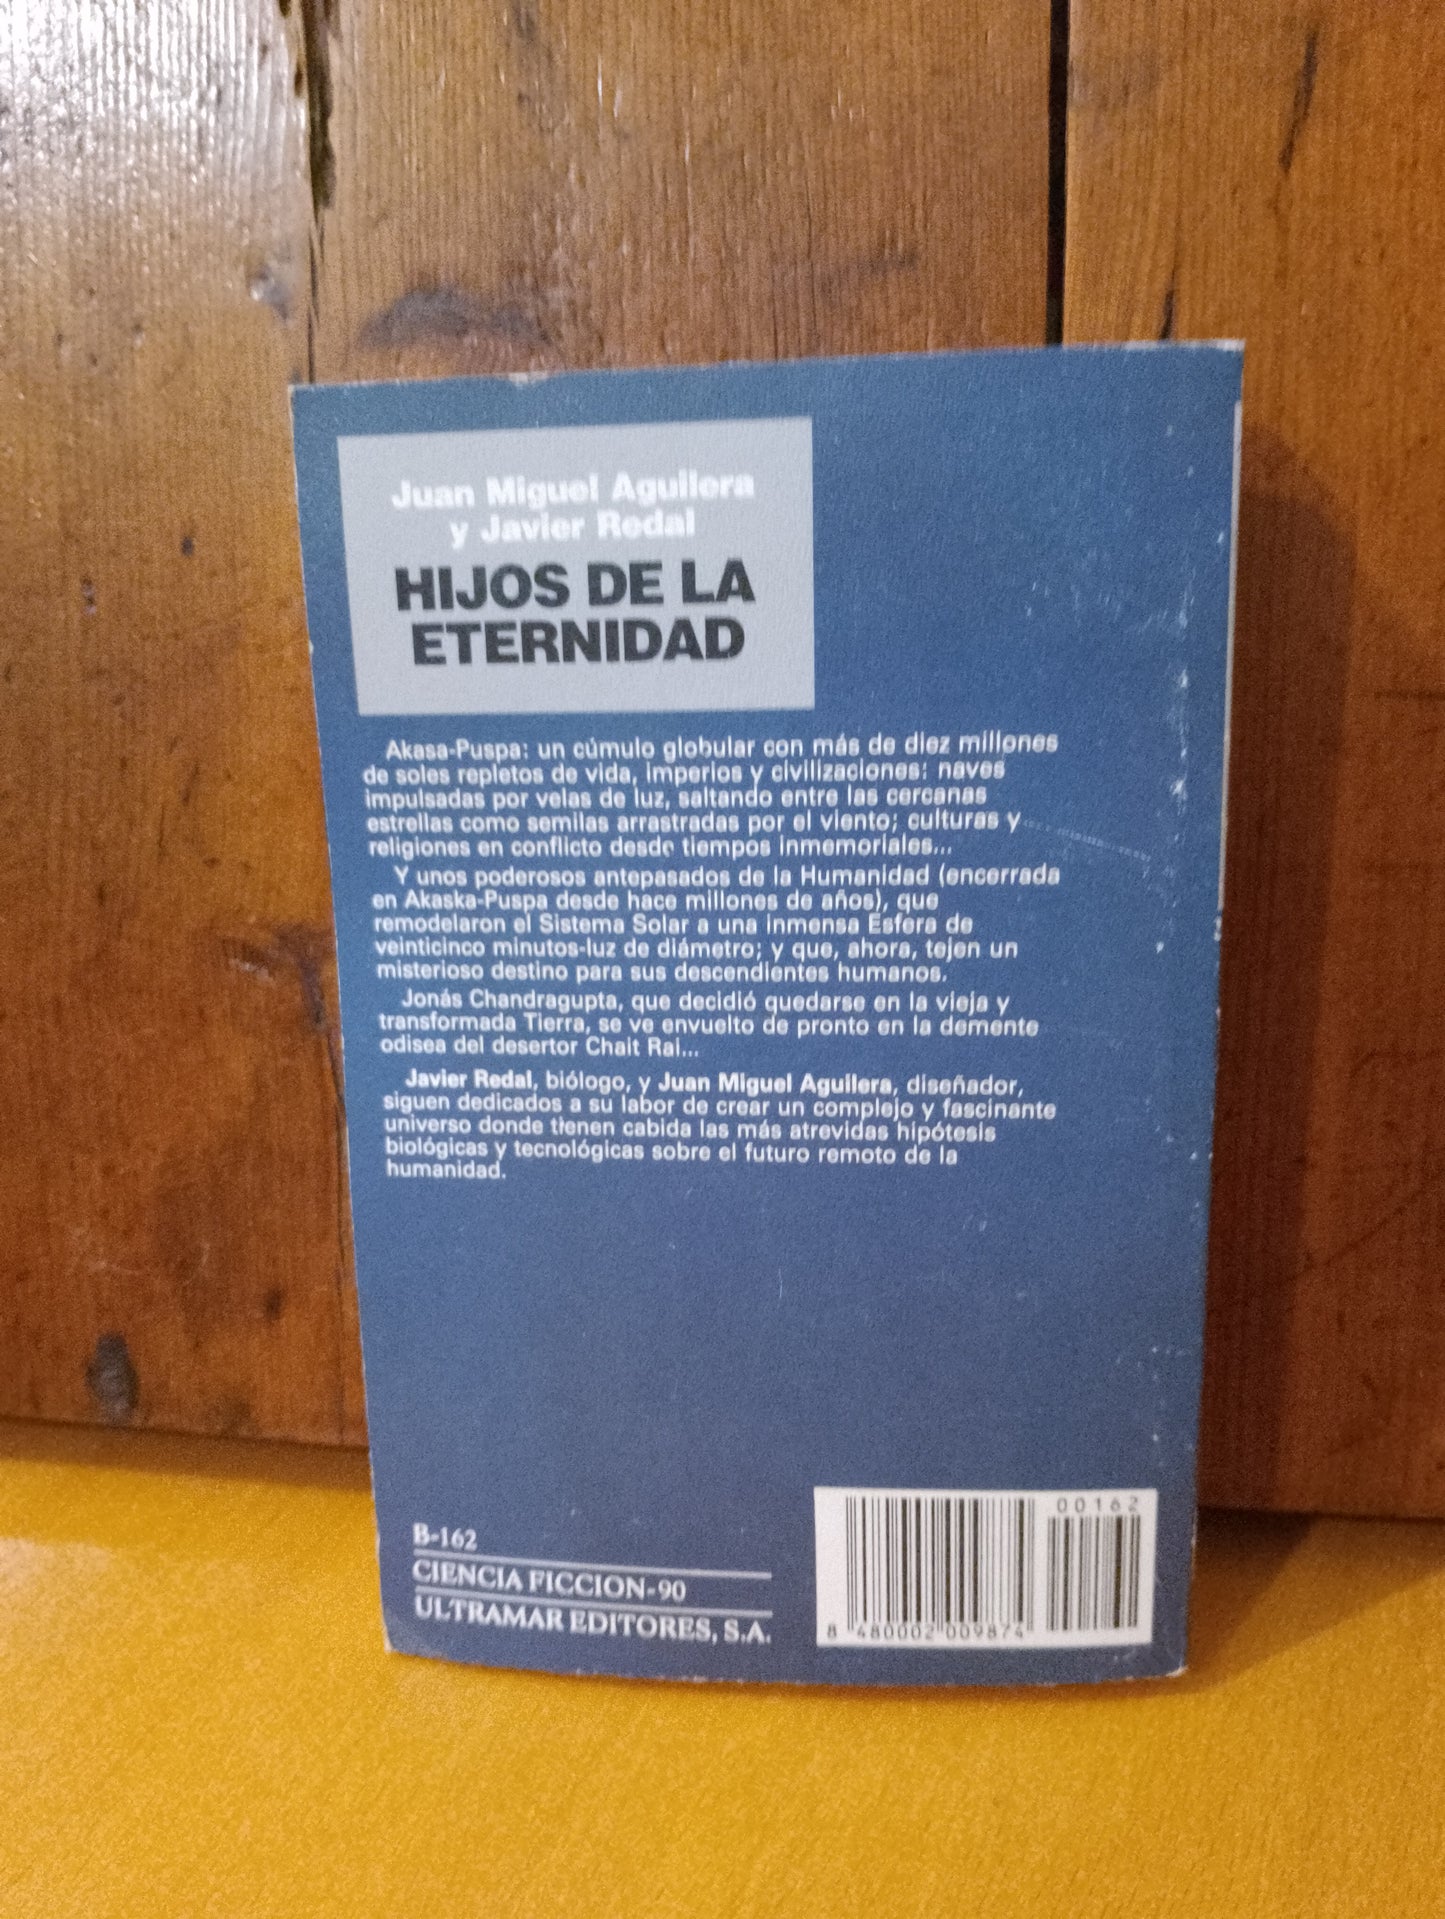 Juan Miguel Aguilera
y Javier Redal
HIJOS DE LA
ETERNIDAD
Akasa-Puspa: un cúmulo globular con más de diez millones
de soles repletos de vida, imperios y civilizaciones: naves
impulsadas por velas de luz, saltando entre las cercanas
estrellas como semilas arrastradas por el viento; culturas y
religiones en conflicto desde tiempos inmemoriales...
Y unos poderosos antepasados de la Humanidad (encerrada
en Akaska-Puspa desde hace millones de años), que
remodelaron el Sistema Solar a una inmensa Esfera de
veinticinco minutos-luz de diámetro; y que, ahora, tejen un
misterioso destino para sus descendientes humanos.
Jonás Chandragupta, que decidió quedarse en la vieja y
transformada Tierra, se ve envuelto de pronto en la demente
odisea del desertor Chait Rai...
Javier Redal, biólogo, y Juan Miguel Aguilera, diseñador,
siguen dedicados a su labor de crear un complejo y fascinante
universo donde tienen cabida las más atrevidas hipótesis
biológicas y tecnológicas sobre el futuro remoto de la
humanidad.
B-162
CIENCIA FICCION-90
ULTRAMAR EDITORES, S.A.
00162
8 480002 009874